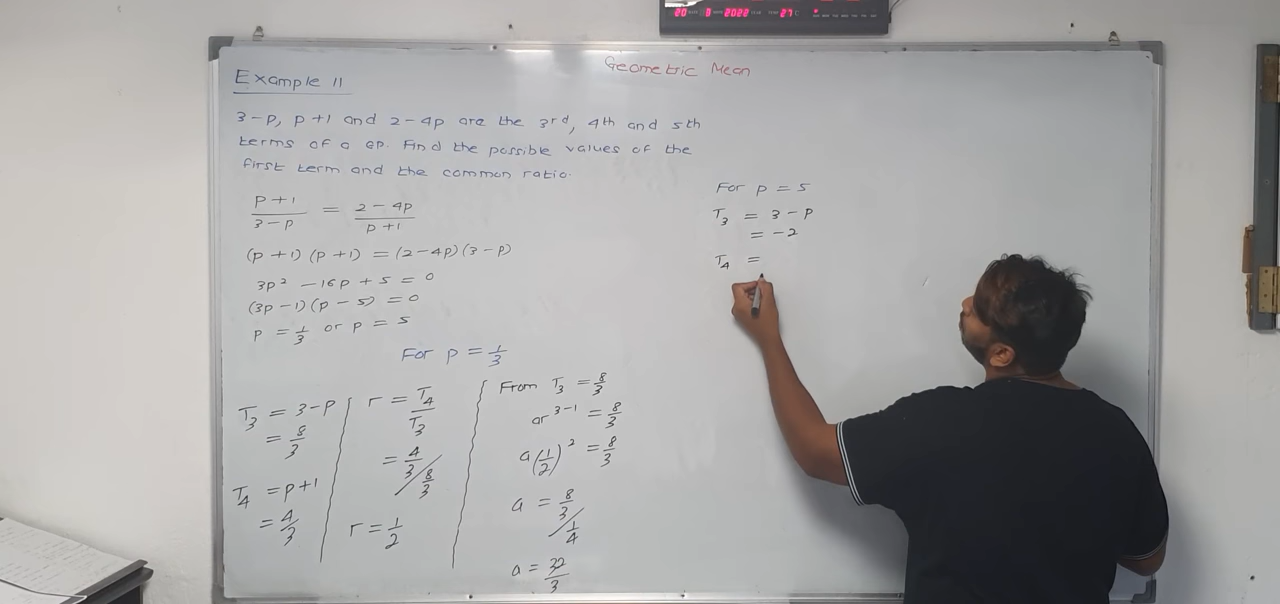 20 9 2022 27 C
Geometric Mean
Example 11
3-p, p+1 and 2-4p are the 3rd, 4th and 5th
terms of a GP. Find the possible values of the
first term and the common ratio.
p+1/3-p = 2-4p/p+1
(p+1)(p+1) = (2-4p)(3-p)
3p² - 16p + 5 = 0
(3p-1)(p-5) = 0
p = 1/3 or p = 5
For p = 1/3
T₃ = 3-p
= 8/3
T₄ = p+1
= 4/3
r = T₄/T₃
= 4/3 / 8/3
r = 1/2
From T₃ = 8/3
ar³⁻¹ = 8/3
a(1/2)² = 8/3
a = 8/3 / 1/4
a = 32/3
For p = 5
T₃ = 3-p
= -2
T₄ =